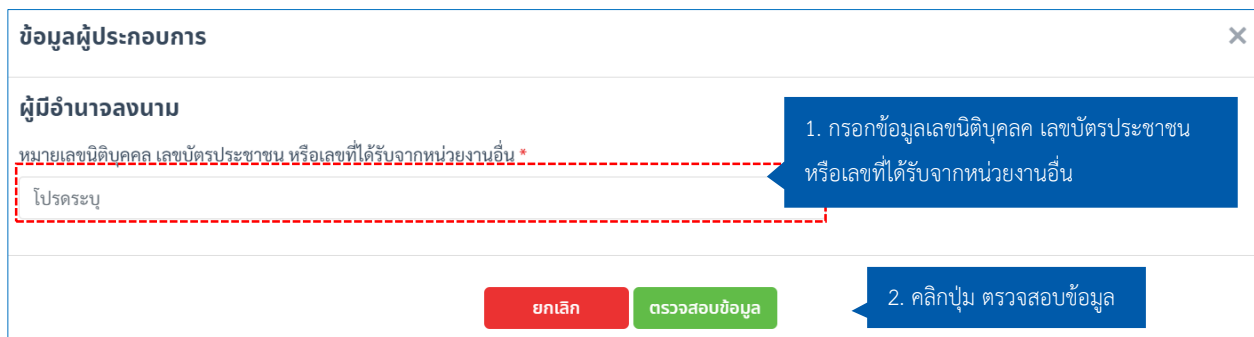 ข้อมูลผู้ประกอบการ
ผู้มีอำนาจลงนาม
หมายเลขนิติบุคคล เลขบัตรประชาชน หรือเลขที่ได้รับจากหน่วยงานอื่น *
โปรดระบุ
1. กรอกข้อมูลเลขนิติบุคลค เลขบัตรประชาชน
หรือเลขที่ได้รับจากหน่วยงานอื่น
ยกเลิก
ตรวจสอบข้อมูล
2. คลิกปุ่ม ตรวจสอบข้อมูล